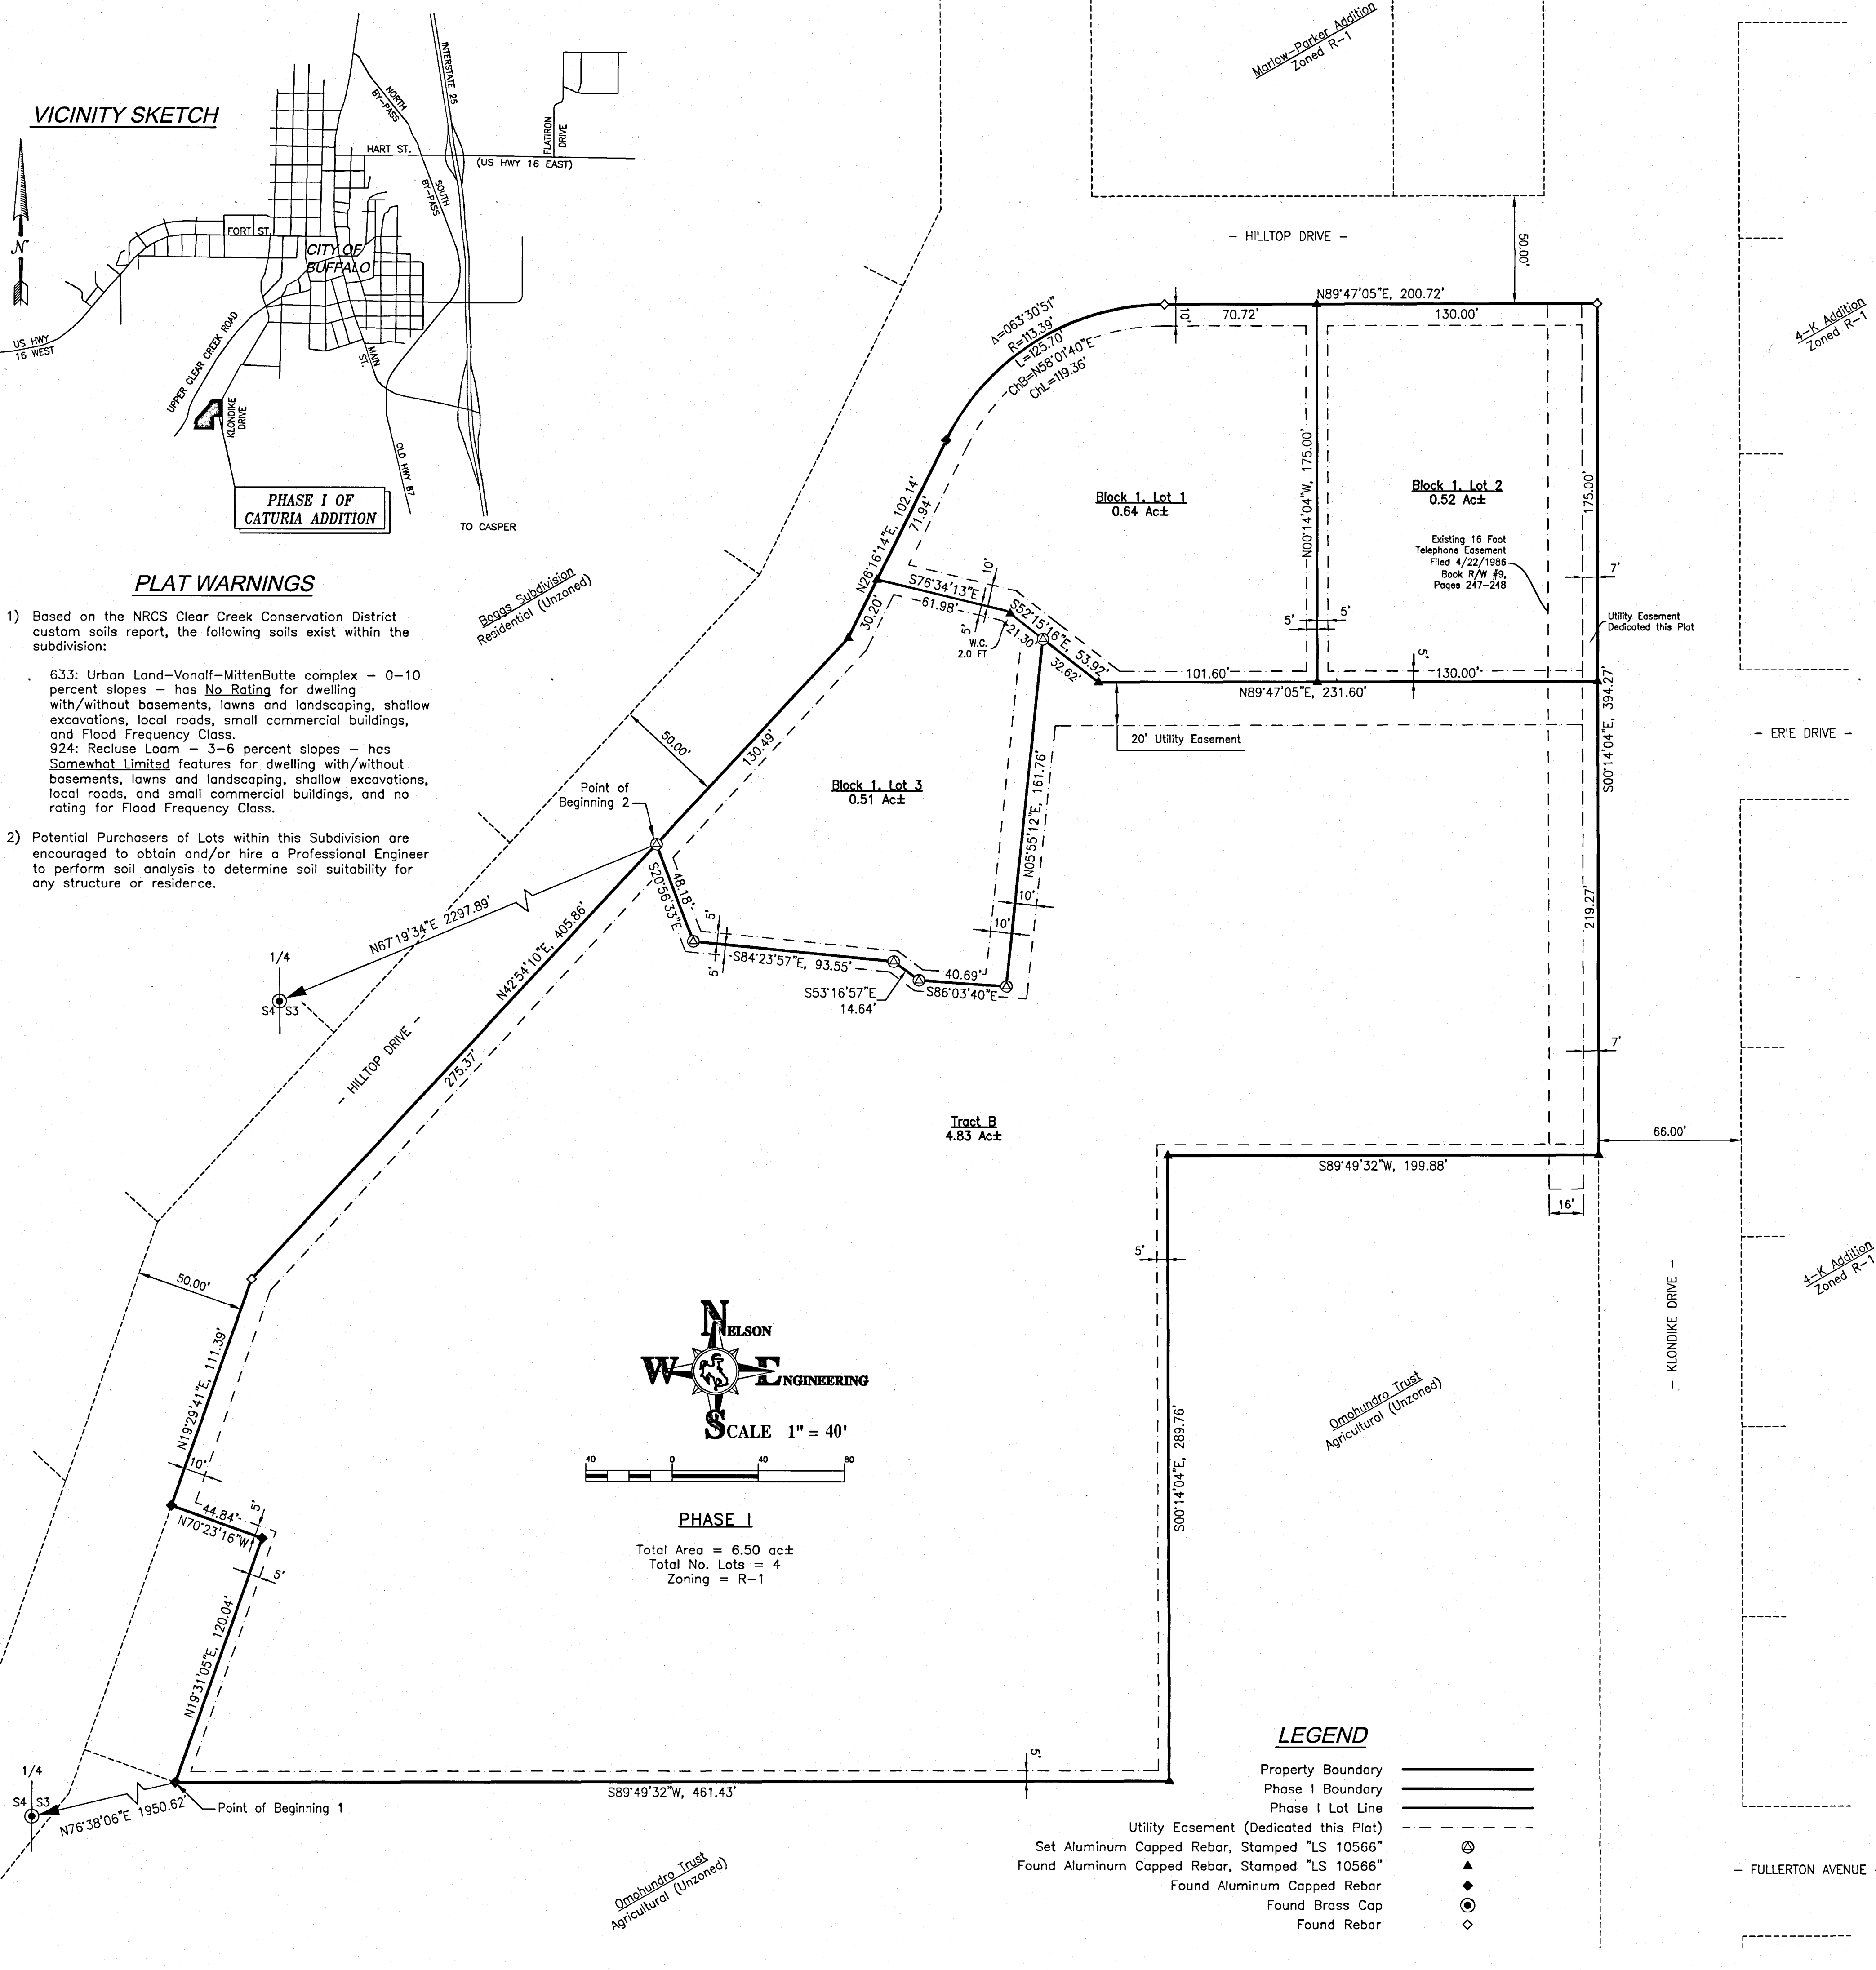 VICINITY SKETCH
INTERSTATE 25
NORTH
BY-PASS
FLATIRON
DRIVE
HART ST.
(US HWY 16 EAST)
SOUTH
BY-PASS
FORT ST.
CITY OF
BUFFALO
N
US HWY
16 WEST
UPPER CLEAR CREEK ROAD
MAIN
ST.
KLONDIKE
DRIVE
OLD HWY 87
PHASE I OF
CATURIA ADDITION
TO CASPER
PLAT WARNINGS
1) Based on the NRCS Clear Creek Conservation District
custom soils report, the following soils exist within the
subdivision:
633: Urban Land-Vonalf-MittenButte complex - 0-10
percent slopes - has No Rating for dwelling
with/without basements, lawns and landscaping, shallow
excavations, local roads, small commercial buildings,
and Flood Frequency Class.
924: Recluse Loam - 3-6 percent slopes - has
Somewhat Limited features for dwelling with/without
basements, lawns and landscaping, shallow excavations,
local roads, and small commercial buildings, and no
rating for Flood Frequency Class.
2) Potential Purchasers of Lots within this Subdivision are
encouraged to obtain and/or hire a Professional Engineer
to perform soil analysis to determine soil suitability for
any structure or residence.
Marlow-Parker Addition
Zoned R-1
- HILLTOP DRIVE -
50.00'
4-K Addition
Zoned R-1
N89°47'05"E, 200.72'
70.72'
130.00'
10'
Δ=063°30'51"
R=113.39'
L=125.70'
ChB=N58°01'40"E
ChL=119.36'
N26°16'14"E, 102.14'
71.94'
30.20'
Block 1, Lot 1
0.64 Ac±
N00°14'04"W, 175.00'
Block 1, Lot 2
0.52 Ac±
175.00'
Existing 16 Foot
Telephone Easement
Filed 4/22/1986
Book R/W #9,
Pages 247-248
7'
Utility Easement
Dedicated this Plat
Boggs Subdivision
Residential (Unzoned)
S76°34'13"E
61.98'
10'
5'
S52°15'16"E, 53.92'
21.30'
W.C.
2.0 FT
32.62'
5'
5'
5'
101.60'
130.00'
N89°47'05"E, 231.60'
20' Utility Easement
S00°14'04"E, 394.27'
- ERIE DRIVE -
50.00'
130.49'
Point of
Beginning 2
Block 1, Lot 3
0.51 Ac±
N05°55'12"E, 161.76'
10'
10'
48.18'
S20°56'33"E
5'
5'
S84°23'57"E, 93.55'
40.69'
S53°16'57"E
14.64'
S86°03'40"E
N67°19'34"E 2297.89'
1/4
S4 S3
N42°54'10"E, 405.86'
275.37'
- HILLTOP DRIVE -
219.27'
7'
Tract B
4.83 Ac±
66.00'
S89°49'32"W, 199.88'
16'
5'
4-K Addition
Zoned R-1
- KLONDIKE DRIVE -
50.00'
N19°29'41"E, 111.39'
10'
44.84'
N70°23'16"W
5'
5'
N19°31'05"E, 120.04'
NELSON
W ENGINEERING
SCALE 1" = 40'
40 0 40 80
PHASE I
Total Area = 6.50 ac±
Total No. Lots = 4
Zoning = R-1
S00°14'04"E, 289.76'
Omohundro Trust
Agricultural (Unzoned)
1/4
S4 S3
N76°38'06"E 1950.62'
Point of Beginning 1
S89°49'32"W, 461.43'
5'
Omohundro Trust
Agricultural (Unzoned)
LEGEND
Property Boundary
Phase I Boundary
Phase I Lot Line
Utility Easement (Dedicated this Plat)
Set Aluminum Capped Rebar, Stamped "LS 10566"
Found Aluminum Capped Rebar, Stamped "LS 10566"
Found Aluminum Capped Rebar
Found Brass Cap
Found Rebar
- FULLERTON AVENUE -